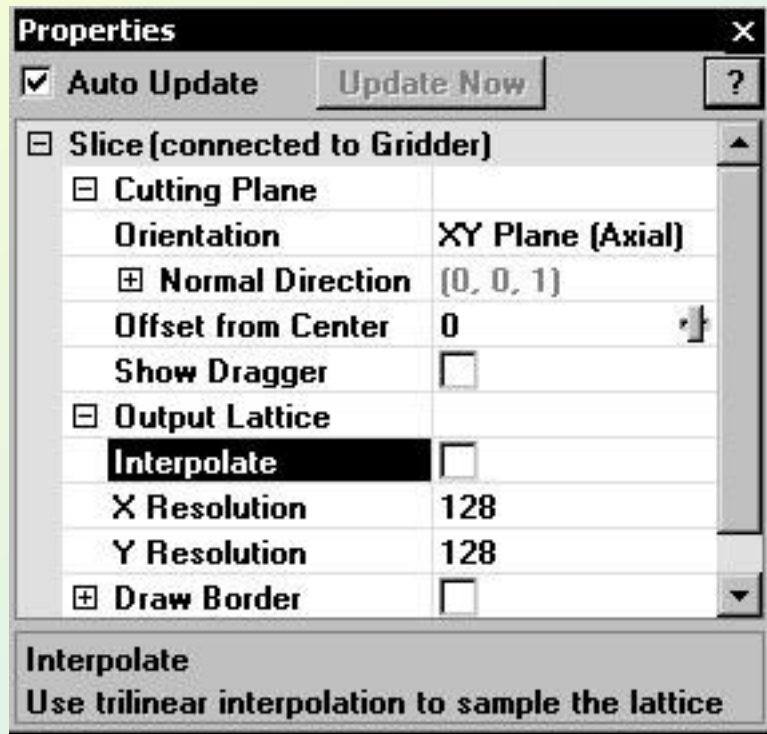 Properties
Auto Update Update Now ?
Slice (connected to Gridder)
Cutting Plane
Orientation XY Plane (Axial)
Normal Direction (0, 0, 1)
Offset from Center 0
Show Dragger
Output Lattice
Interpolate
X Resolution 128
Y Resolution 128
Draw Border
Interpolate
Use trilinear interpolation to sample the lattice